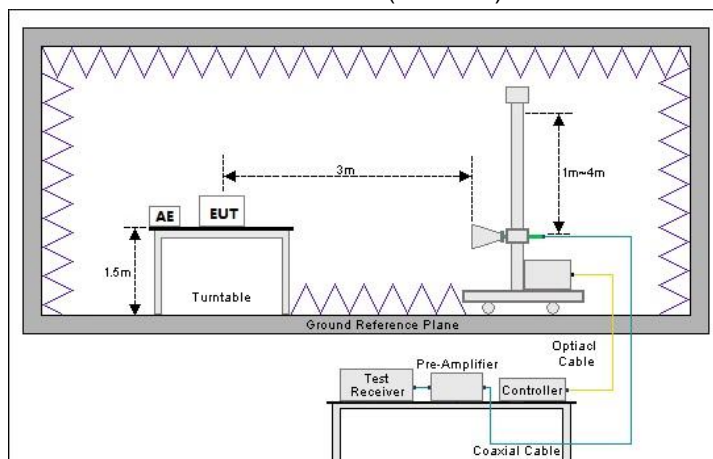 3m
1m~4m
AE
EUT
1.5m
Turntable
Ground Reference Plane
Optiacl
Cable
Pre-Amplifier
Test
Receiver
Controller
Coaxial Cable